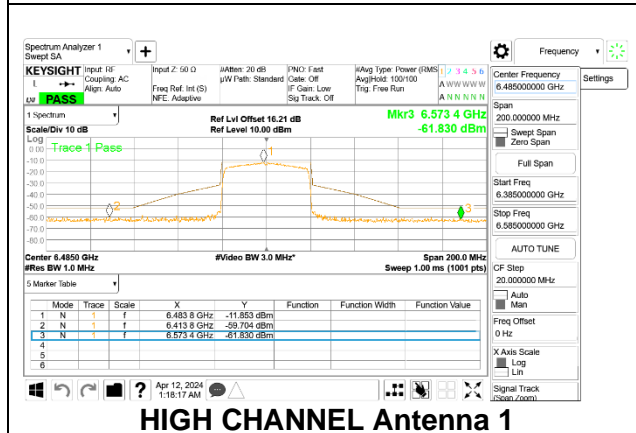 Spectrum Analyzer 1
Swept SA
+
Frequency
KEYSIGHT Input: RF Input Z: 50 Ω #Atten: 20 dB PNO: Fast #Avg Type: Power (RMS 1 2 3 4 5 6
L Coupling: AC µW Path: Standard Gate: Off Avg|Hold: 100/100 A WW WWW
Align: Auto Freq Ref: Int (S) IF Gain: Low Trig: Free Run
PASS NFE: Adaptive Sig Track: Off A N N N N N
1 Spectrum
Scale/Div 10 dB
Ref Lvl Offset 16.21 dB
Ref Level 10.00 dBm
Mkr3 6.573 4 GHz
-61.830 dBm
Log
Trace 1 Pass
0.00
-10.0
-20.0
-30.0
-40.0
-50.0
-60.0
-70.0
-80.0
1
2
3
Center 6.4850 GHz #Video BW 3.0 MHz* Span 200.0 MHz
#Res BW 1.0 MHz Sweep 1.00 ms (1001 pts)
5 Marker Table
Mode Trace Scale X Y Function Function Width Function Value
1 N 1 f 6.483 8 GHz -11.853 dBm
2 N 1 f 6.413 8 GHz -59.704 dBm
3 N 1 f 6.573 4 GHz -61.830 dBm
4
5
6
?
Apr 12, 2024
1:18:17 AM
Center Frequency
6.485000000 GHz
Settings
Span
200.000000 MHz
Swept Span
Zero Span
Full Span
Start Freq
6.385000000 GHz
Stop Freq
6.585000000 GHz
AUTO TUNE
CF Step
20.000000 MHz
Auto
Man
Freq Offset
0 Hz
X Axis Scale
Log
Lin
Signal Track
(Span Zoom)
HIGH CHANNEL Antenna 1